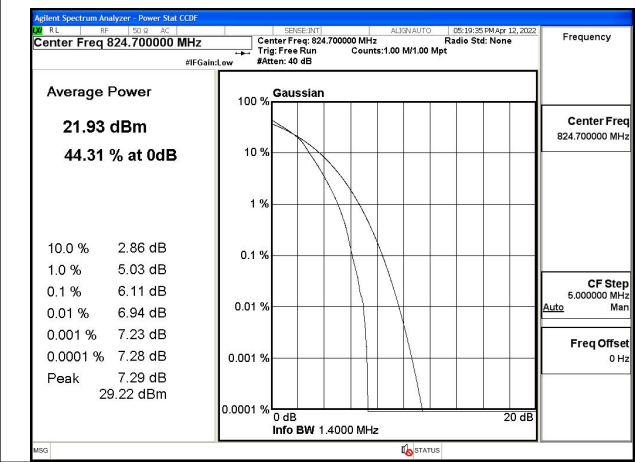 Agilent Spectrum Analyzer - Power Stat CCDF
LXI RL RF 50 Ω AC SENSE:INT ALIGNAUTO 05:19:35 PM Apr 12, 2022
Center Freq 824.700000 MHz
Center Freq: 824.700000 MHz Radio Std: None
Trig: Free Run Counts:1.00 M/1.00 Mpt
#IFGain:Low #Atten: 40 dB
Frequency
Average Power
21.93 dBm
44.31 % at 0dB
10.0 % 2.86 dB
1.0 % 5.03 dB
0.1 % 6.11 dB
0.01 % 6.94 dB
0.001 % 7.23 dB
0.0001 % 7.28 dB
Peak 7.29 dB
29.22 dBm
Gaussian
100 %
10 %
1 %
0.1 %
0.01 %
0.001 %
0.0001 %
0 dB 20 dB
Info BW 1.4000 MHz
Center Freq
824.700000 MHz
CF Step
5.000000 MHz
Auto Man
Freq Offset
0 Hz
MSG STATUS